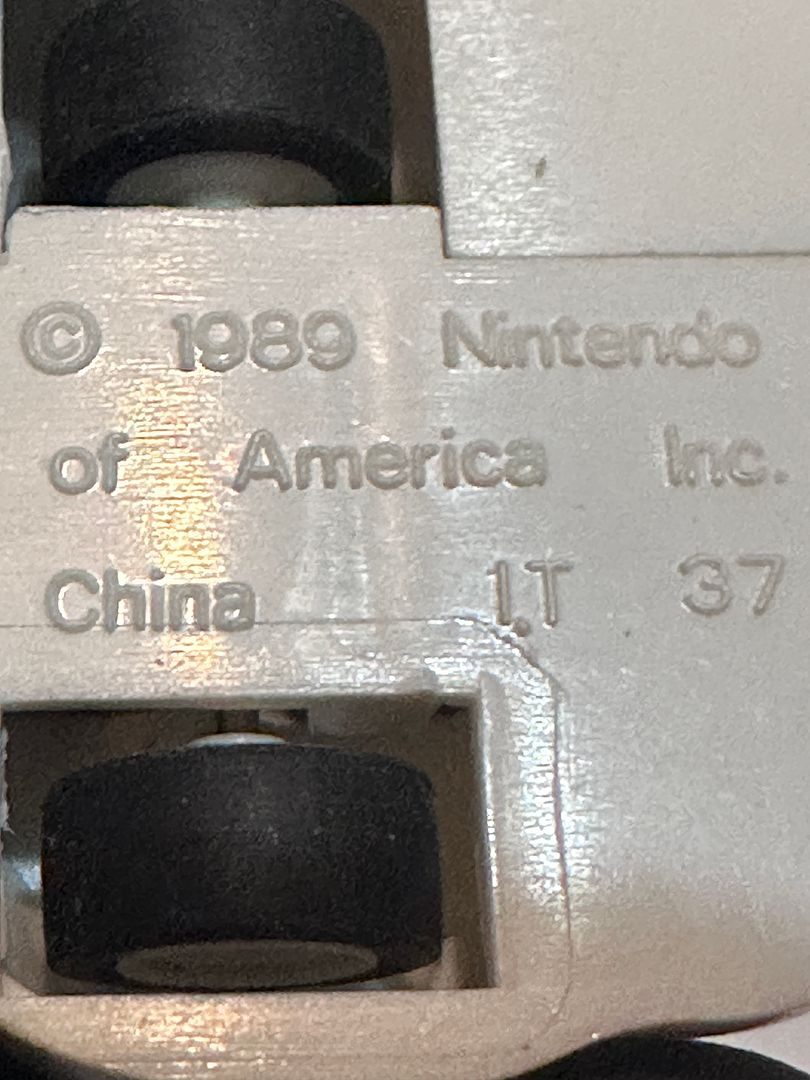 © 1989 Nintendo
of America Inc.
China I.T 37